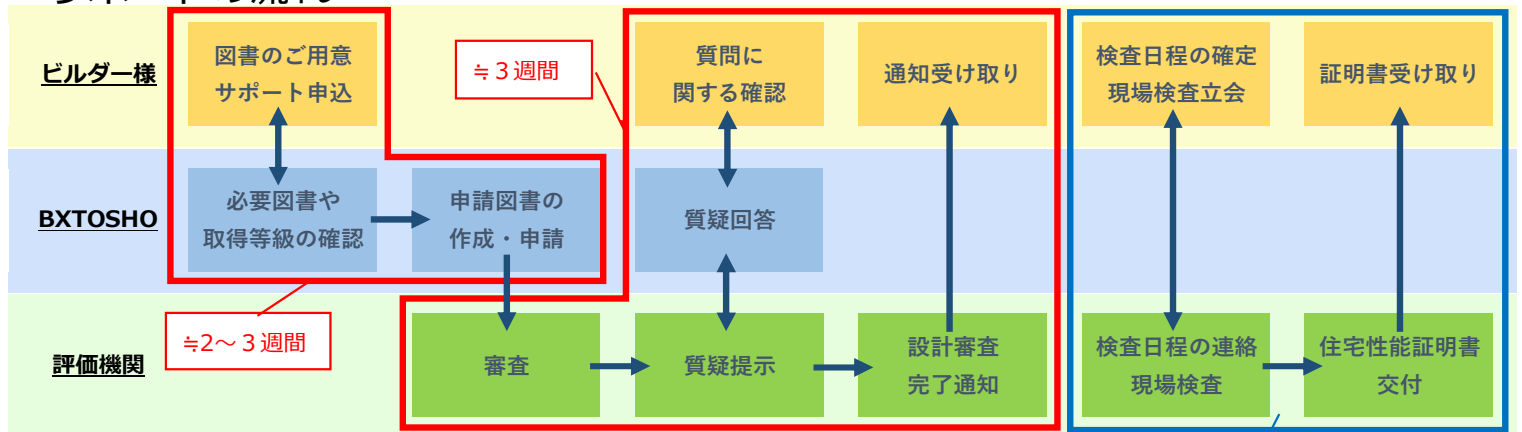 ビルダー様
図書のご用意
サポート申込
≒３週間
質問に
関する確認
通知受け取り
検査日程の確定
現場検査立会
証明書受け取り
BXTOSHO
必要図書や
取得等級の確認
申請図書の
作成・申請
質疑回答
≒2～３週間
評価機関
審査
質疑提示
設計審査
完了通知
検査日程の連絡
現場検査
住宅性能証明書
交付